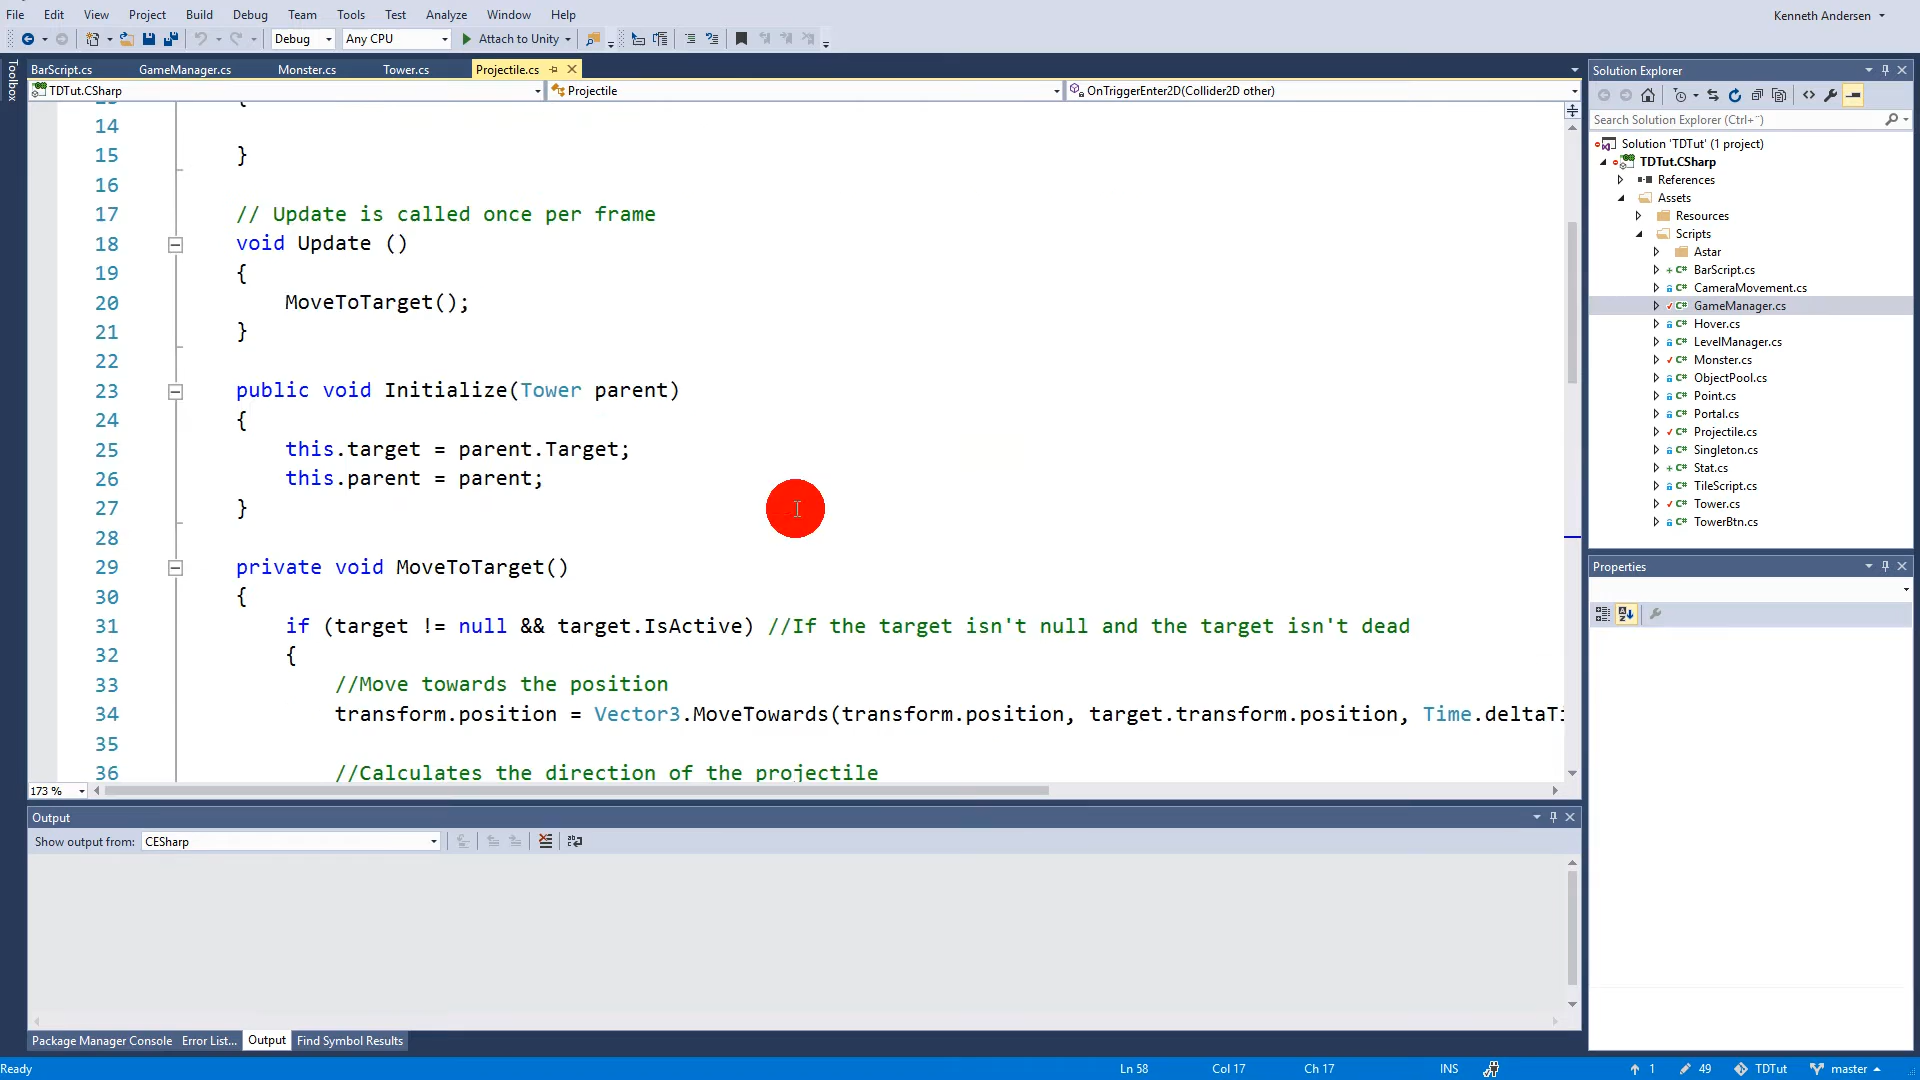 File Edit View Project Build Debug Team Tools Test Analyze Window Help
Kenneth Andersen
Debug Any CPU Attach to Unity
Toolbox
BarScript.cs GameManager.cs Monster.cs Tower.cs Projectile.cs
TDTut.CSharp Projectile OnTriggerEnter2D(Collider2D other)
14
15 }
16
17 // Update is called once per frame
18 void Update ()
19 {
20 MoveToTarget();
21 }
22
23 public void Initialize(Tower parent)
24 {
25 this.target = parent.Target;
26 this.parent = parent;
27 }
28
29 private void MoveToTarget()
30 {
31 if (target != null && target.IsActive) //If the target isn't null and the target isn't dead
32 {
33 //Move towards the position
34 transform.position = Vector3.MoveTowards(transform.position, target.transform.position, Time.deltaTi
35
36 //Calculates the direction of the projectile
173 %
Output
Show output from: CESharp
Package Manager Console Error List... Output Find Symbol Results
Solution Explorer
Search Solution Explorer (Ctrl+¨)
Solution 'TDTut' (1 project)
TDTut.CSharp
References
Assets
Resources
Scripts
Astar
BarScript.cs
CameraMovement.cs
GameManager.cs
Hover.cs
LevelManager.cs
Monster.cs
ObjectPool.cs
Point.cs
Portal.cs
Projectile.cs
Singleton.cs
Stat.cs
TileScript.cs
Tower.cs
TowerBtn.cs
Properties
Ready Ln 58 Col 17 Ch 17 INS 1 49 TDTut master